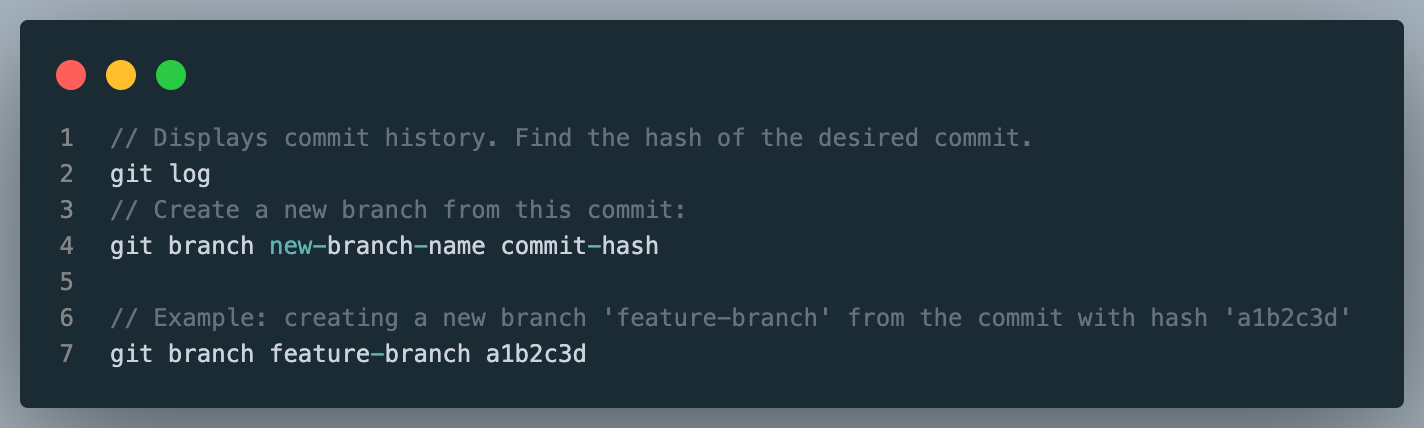 1 // Displays commit history. Find the hash of the desired commit.
2 git log
3 // Create a new branch from this commit:
4 git branch new-branch-name commit-hash
5
6 // Example: creating a new branch 'feature-branch' from the commit with hash 'a1b2c3d'
7 git branch feature-branch a1b2c3d